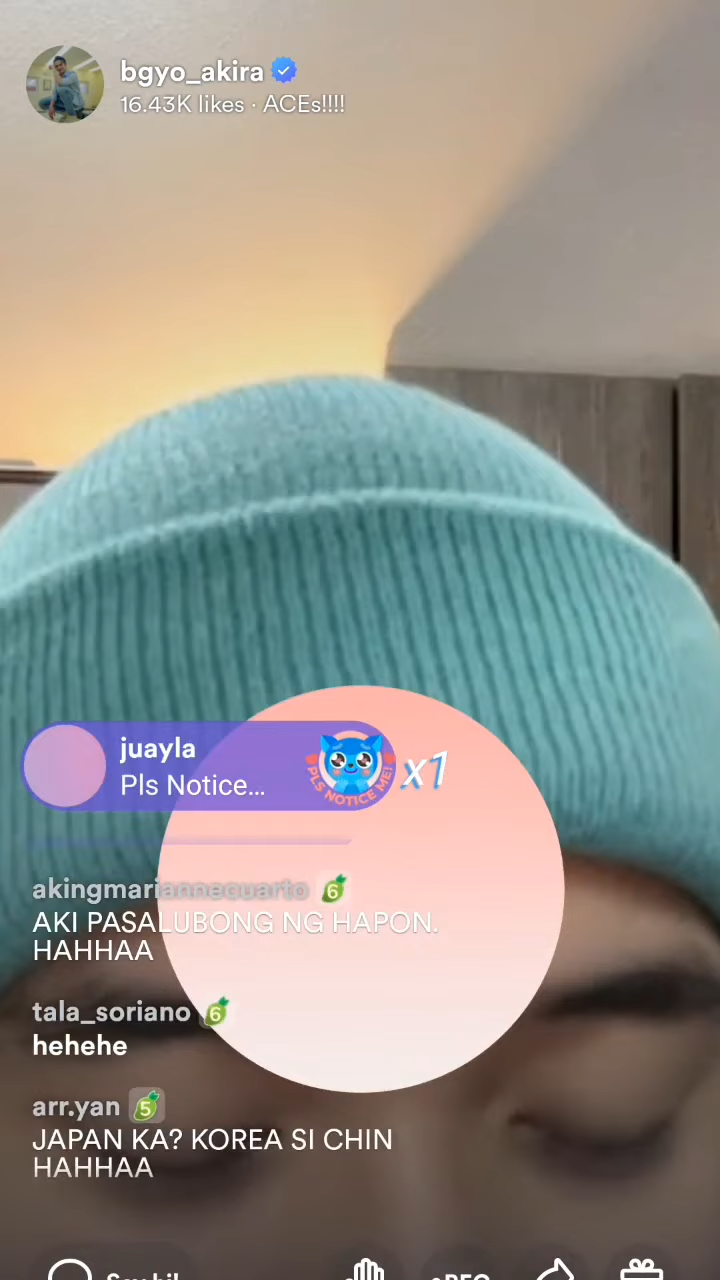 bgyo_akira
16.43K likes · ACEs!!!!
juayla
Pls Notice...
PLS NOTICE ME!
x1
akingmariannecuarto 6
AKI PASALUBONG NG HAPON.
HAHHAA
tala_soriano 6
hehehe
arr.yan 5
JAPAN KA? KOREA SI CHIN
HAHHAA